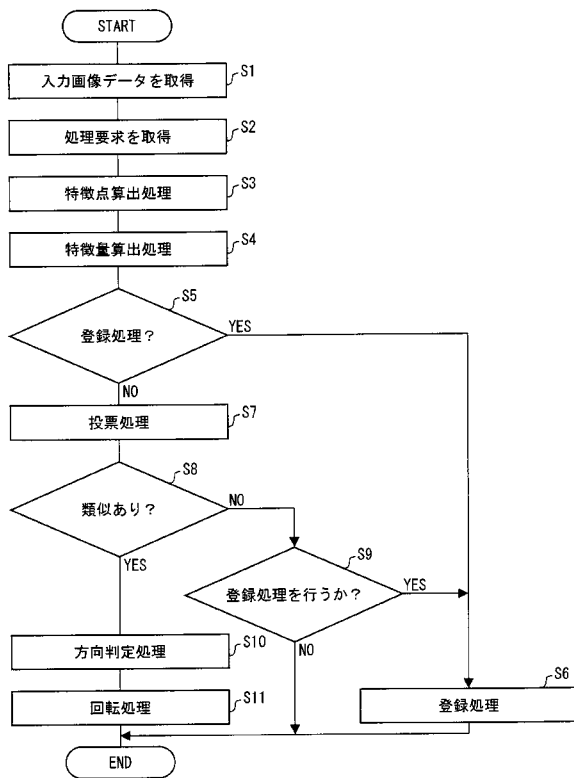 START
入力画像データを取得
S1
処理要求を取得
S2
特徴点算出処理
S3
特徴量算出処理
S4
登録処理?
S5
YES
NO
投票処理
S7
類似あり?
S8
NO
YES
登録処理を行うか?
S9
YES
NO
方向判定処理
S10
登録処理
S6
回転処理
S11
END